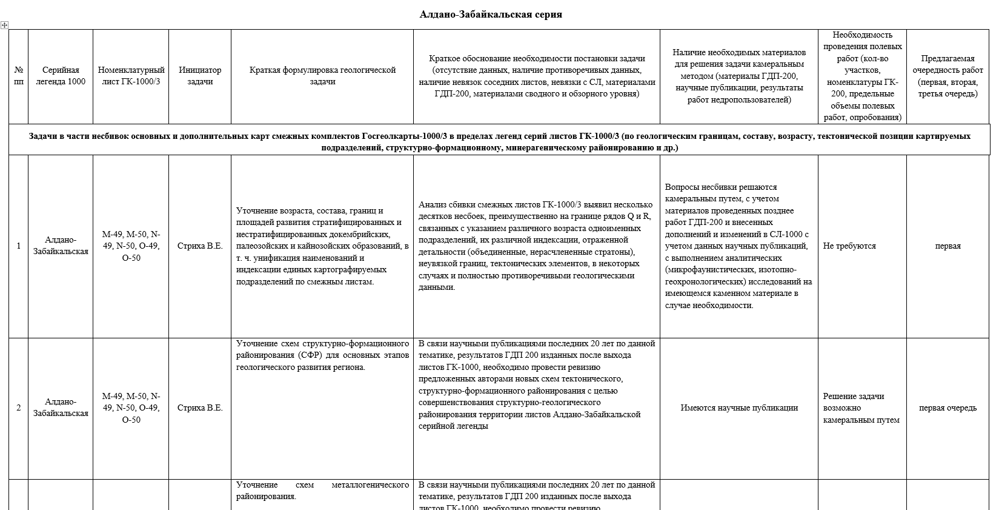 Алдано-Забайкальская серия
№
пп
Серийная
легенда 1000
Номенклатурный
лист ГК-1000/3
Инициатор
задачи
Краткая формулировка геологической
задачи
Краткое обоснование необходимости постановки задачи
(отсутствие данных, наличие противоречивых данных,
наличие невязок соседних листов, невязки с СЛ, материалами
ГДП-200, материалами сводного и обзорного уровня)
Наличие необходимых материалов
для решения задачи камеральным
методом (материалы ГДП-200,
научные публикации, результаты
работ недропользователей)
Необходимость
проведения полевых
работ (кол-во
участков,
номенклатуры ГК-
200, предельные
объемы полевых
работ, опробования)
Предлагаемая
очередность работ
(первая, вторая,
третья очередь)
Задачи в части несбивок основных и дополнительных карт смежных комплектов Госгеолкарты-1000/3 в пределах легенд серий листов ГК-1000/3 (по геологическим границам, составу, возрасту, тектонической позиции картируемых
подразделений, структурно-формационному, минерагеническому районированию и др.)
1
Алдано-
Забайкальская
M-49, M-50, N-
49, N-50, O-49,
O-50
Стриха В.Е.
Уточнение возраста, состава, границ и
площадей развития стратифицированных и
нестратифицированных докембрийских,
палеозойских и кайнозойских образований, в
т. ч. унификация наименований и
индексации единых картографируемых
подразделений по смежным листам.
Анализ сбивки смежных листов ГК-1000/3 выявил несколько
десятков несбоек, преимущественно на границе рядов Q и R,
связанных с указанием различного возраста одноименных
подразделений, их различной индексации, отраженной
детальности (объединенные, нерасчлененные стратоны),
неувязкой границ, тектонических элементов, в некоторых
случаях и полностью противоречивыми геологическими
данными.
Вопросы несбивки решаются
камеральным путем, с учетом
материалов проведенных позднее
работ ГДП-200 и внесенных
дополнений и изменений в СЛ-1000 с
учетом данных научных публикаций,
с выполнением аналитических
(микрофаунистических, изотопно-
геохронологических) исследований на
имеющемся каменном материале в
случае необходимости.
Не требуются
первая
2
Алдано-
Забайкальская
M-49, M-50, N-
49, N-50, O-49,
O-50
Стриха В.Е.
Уточнение схем структурно-формационного
районирования (СФР) для основных этапов
геологического развития региона.
В связи научными публикациями последних 20 лет по данной
тематике, результатов ГДП 200 изданных после выхода
листов ГК-1000, необходимо провести ревизию
предложенных авторами новых схем тектонического,
структурно-формационного районирования с целью
совершенствования структурно-геологического
районирования территории листов Алдано-Забайкальской
серийной легенды
Имеются научные публикации
Решение задачи
возможно
камеральным путем
первая очередь
Уточнение схем металлогенического
районирования.
В связи научными публикациями последних 20 лет по данной
тематике, результатов ГДП 200 изданных после выхода
листов ГК-1000, необходимо провести ревизию